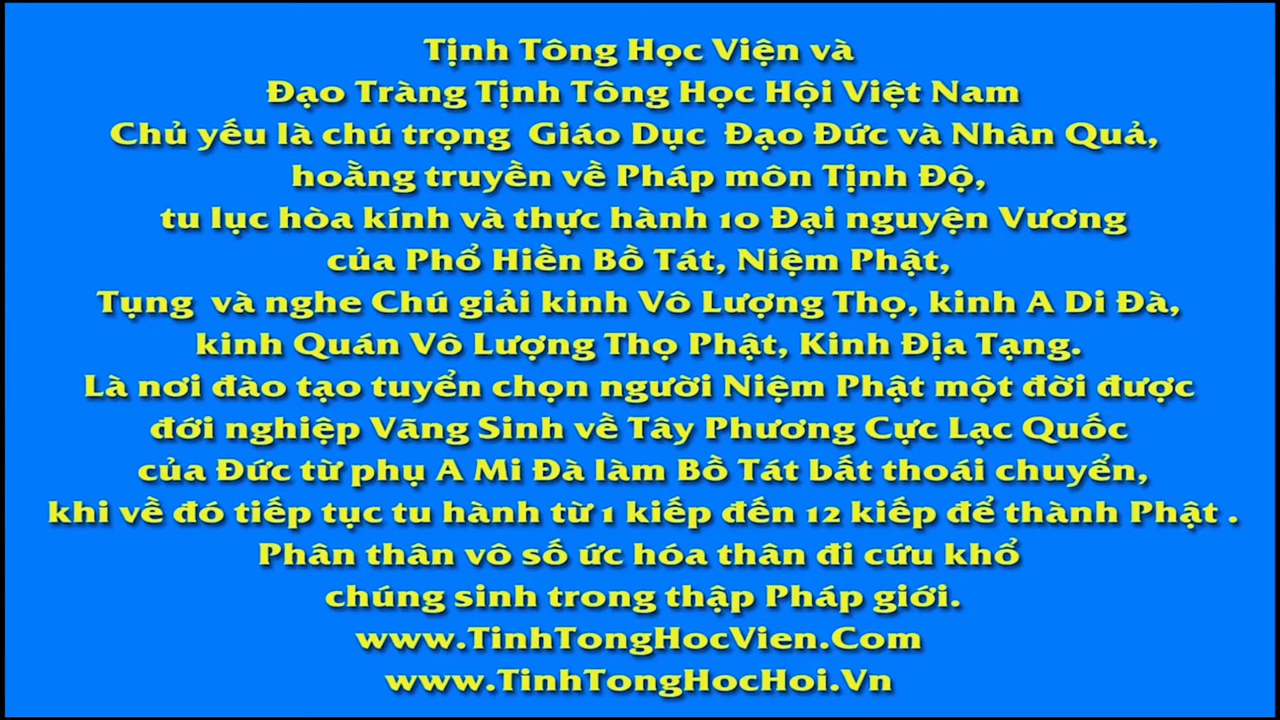 Tịnh Tông Học Viện và
Đạo Tràng Tịnh Tông Học Hội Việt Nam
Chủ yếu là chú trọng Giáo Dục Đạo Đức và Nhân Quả,
hoằng truyền về Pháp môn Tịnh Độ,
tu lục hòa kính và thực hành 10 Đại nguyện Vương
của Phổ Hiền Bồ Tát, Niệm Phật,
Tụng và nghe Chú giải kinh Vô Lượng Thọ, kinh A Di Đà,
kinh Quán Vô Lượng Thọ Phật, Kinh Địa Tạng.
Là nơi đào tạo tuyển chọn người Niệm Phật một đời được
đới nghiệp Vãng Sinh về Tây Phương Cực Lạc Quốc
của Đức từ phụ A Mi Đà làm Bồ Tát bất thoái chuyển,
khi về đó tiếp tục tu hành từ 1 kiếp đến 12 kiếp để thành Phật .
Phân thân vô số ức hóa thân đi cứu khổ
chúng sinh trong thập Pháp giới.
www.TinhTongHocVien.Com
www.TinhTongHocHoi.Vn